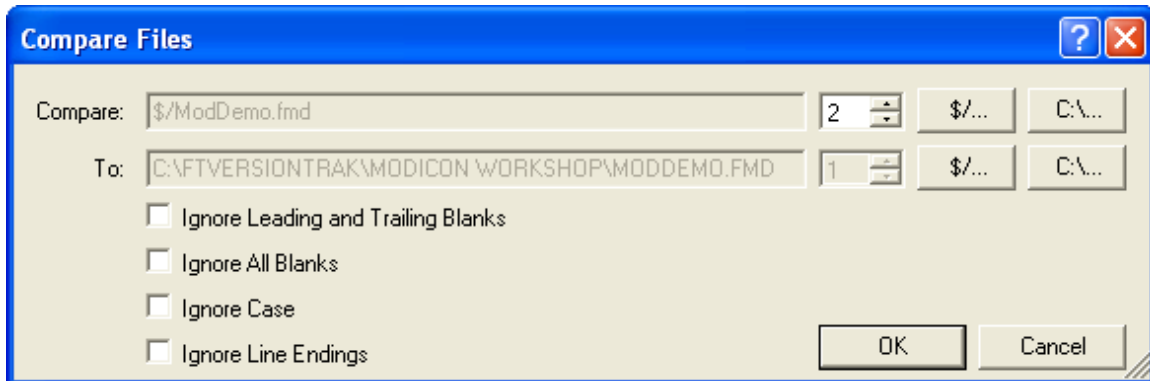 Compare Files
Compare: $/ModDemo.fmd 2 $/... C:\...
To: C:\FTVERSIONTRAK\MODICON WORKSHOP\MODDEMO.FMD 1 $/... C:\...
Ignore Leading and Trailing Blanks
Ignore All Blanks
Ignore Case
Ignore Line Endings
OK Cancel